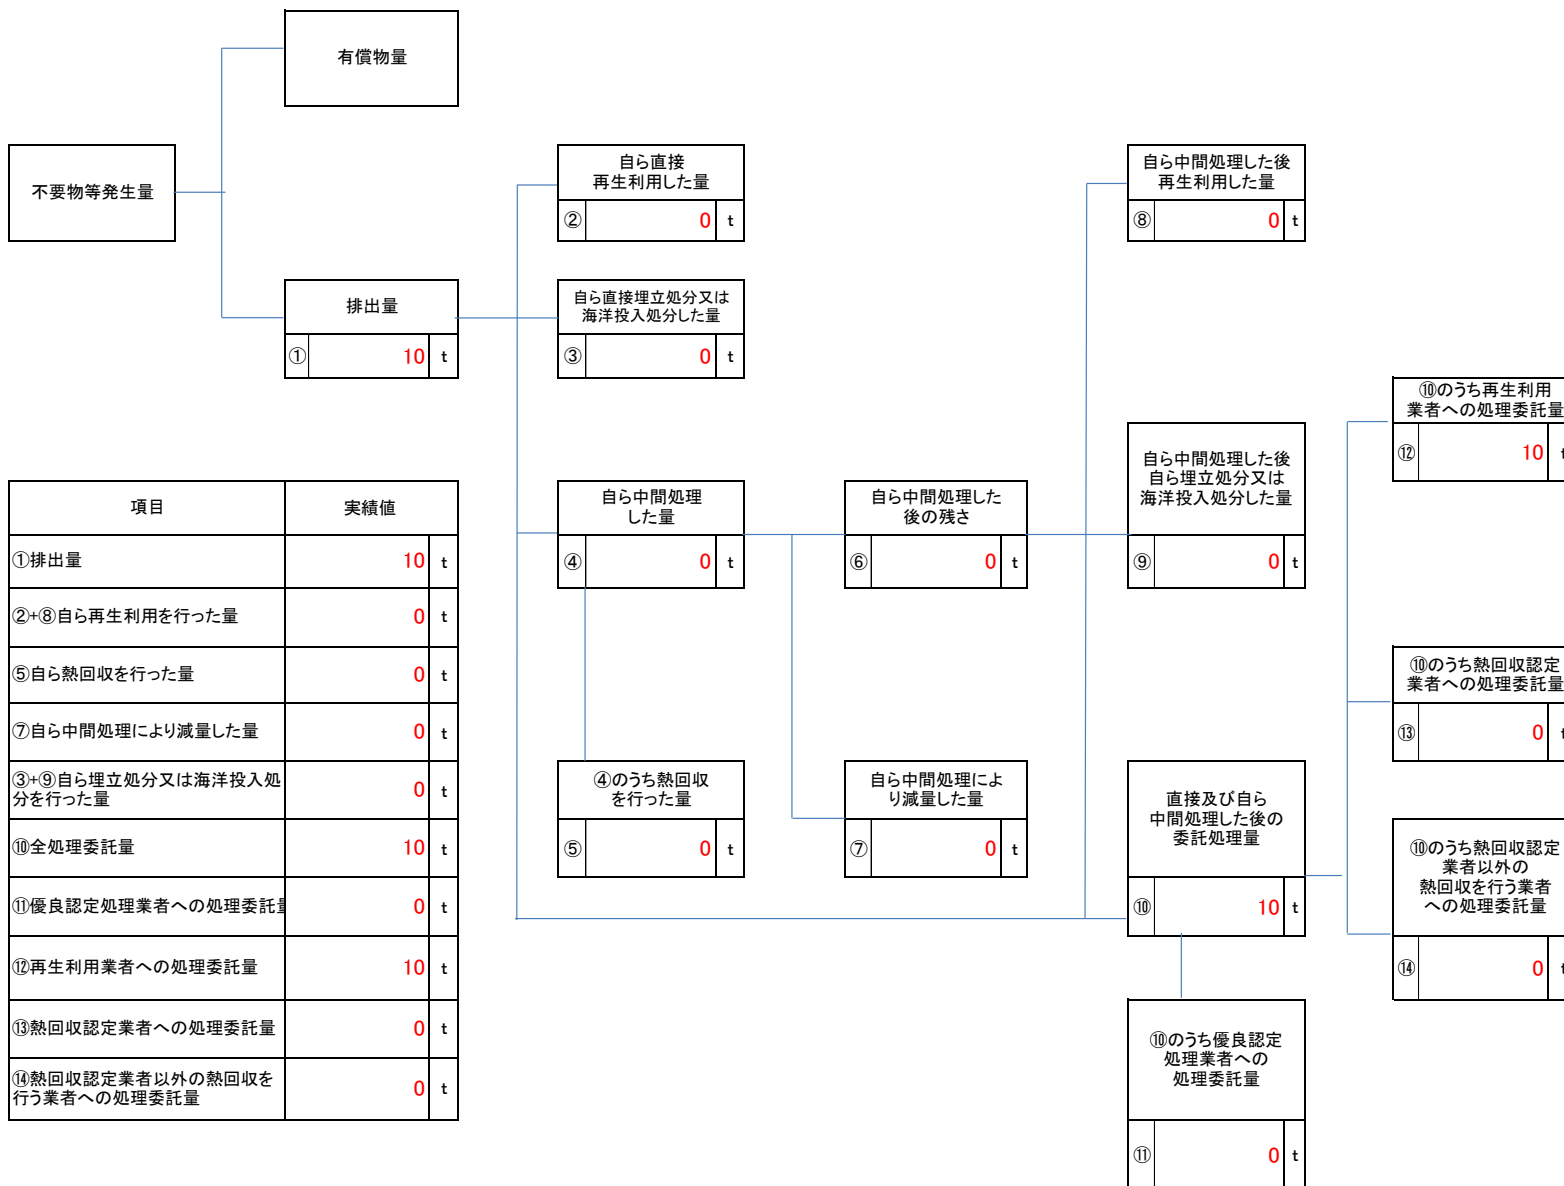 有償物量
不要物等発生量
排出量
① 10 t
自ら直接
再生利用した量
② 0 t
自ら直接埋立処分又は
海洋投入処分した量
③ 0 t
自ら中間処理した後
再生利用した量
⑧ 0 t
⑩のうち再生利用
業者への処理委託量
⑫ 10 t
自ら中間処理した後
自ら埋立処分又は
海洋投入処分した量
⑨ 0 t
自ら中間処理
した量
④ 0 t
自ら中間処理した
後の残さ
⑥ 0 t
⑩のうち熱回収認定
業者への処理委託量
⑬ 0 t
④のうち熱回収
を行った量
⑤ 0 t
自ら中間処理によ
り減量した量
⑦ 0 t
直接及び自ら
中間処理した後の
委託処理量
⑩ 10 t
⑩のうち熱回収認定
業者以外の
熱回収を行う業者
への処理委託量
⑭ 0 t
⑩のうち優良認定
処理業者への
処理委託量
⑪ 0 t
項目 実績値
①排出量 10 t
②+⑧自ら再生利用を行った量 0 t
⑤自ら熱回収を行った量 0 t
⑦自ら中間処理により減量した量 0 t
③+⑨自ら埋立処分又は海洋投入処
分を行った量 0 t
⑩全処理委託量 10 t
⑪優良認定処理業者への処理委託量 0 t
⑫再生利用業者への処理委託量 10 t
⑬熱回収認定業者への処理委託量 0 t
⑭熱回収認定業者以外の熱回収を
行う業者への処理委託量 0 t